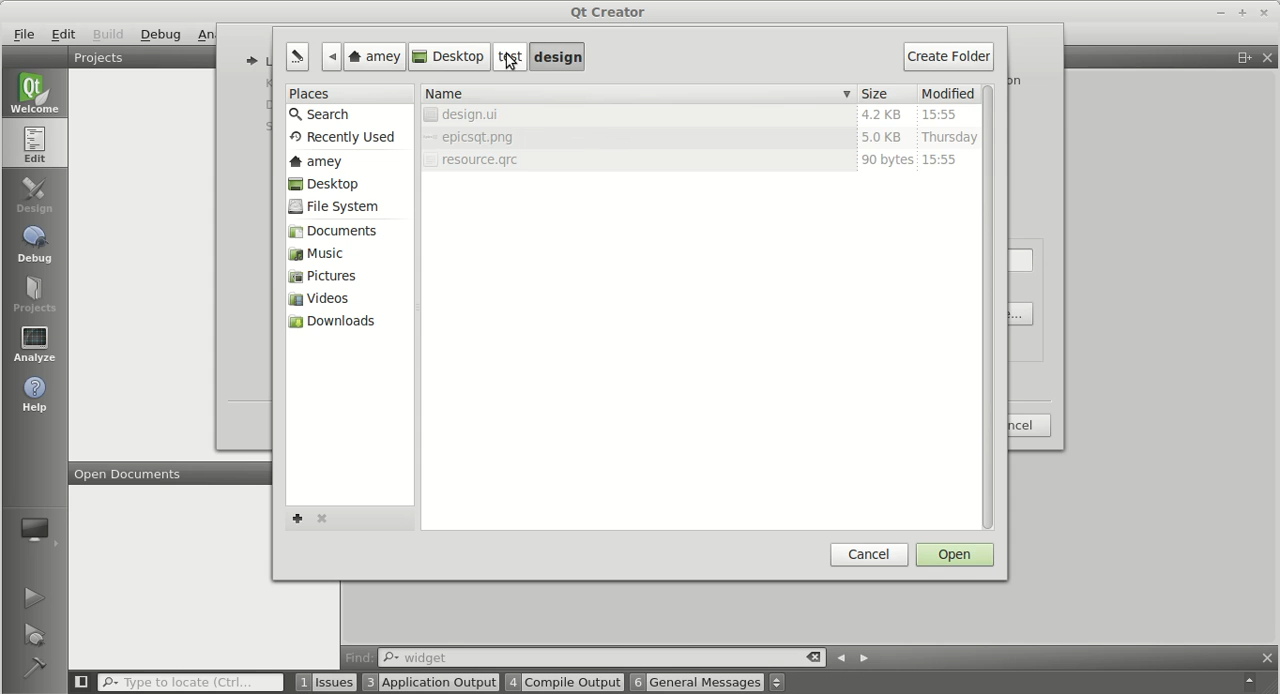 Qt Creator
File Edit Build Debug An
Projects
amey Desktop test design Create Folder
Places
Search
Recently Used
amey
Desktop
File System
Documents
Music
Pictures
Videos
Downloads
Name Size Modified
design.ui 4.2 KB 15:55
epicsqt.png 5.0 KB Thursday
resource.qrc 90 bytes 15:55
Cancel Open
Qt
Welcome
Edit
Design
Debug
Projects
Analyze
Help
L
K
D
S
on
e...
ncel
Open Documents
Find: widget
Type to locate (Ctrl... 1 Issues 3 Application Output 4 Compile Output 6 General Messages